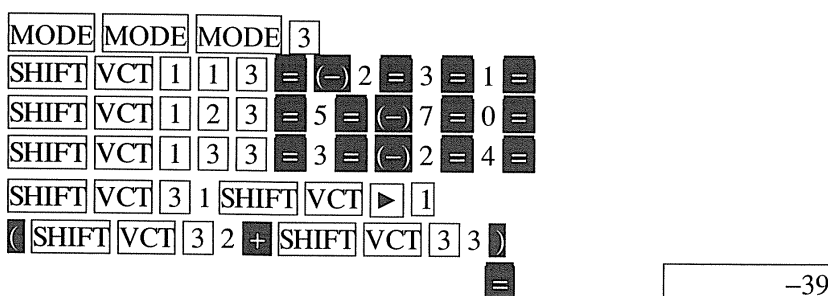 MODE MODE MODE 3
SHIFT VCT 1 1 3 = (−) 2 = 3 = 1 =
SHIFT VCT 1 2 3 = 5 = (−) 7 = 0 =
SHIFT VCT 1 3 3 = 3 = (−) 2 = 4 =
SHIFT VCT 3 1 SHIFT VCT ► 1
( SHIFT VCT 3 2 + SHIFT VCT 3 3 )
= −39